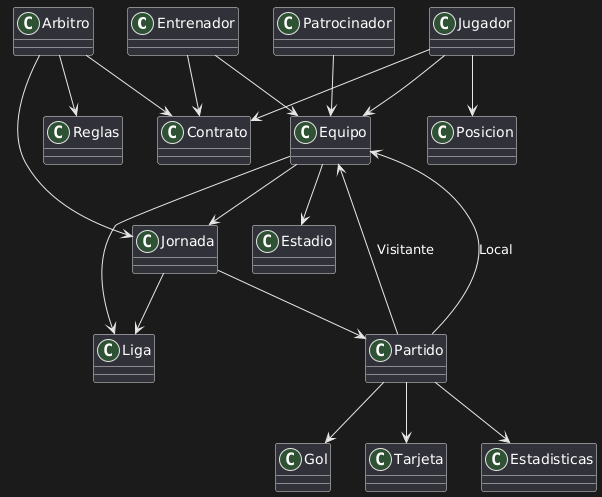 C Arbitro
C Entrenador
C Patrocinador
C Jugador
C Reglas
C Contrato
C Equipo
C Posicion
C Jornada
C Estadio
Visitante
Local
C Liga
C Partido
C Gol
C Tarjeta
C Estadisticas